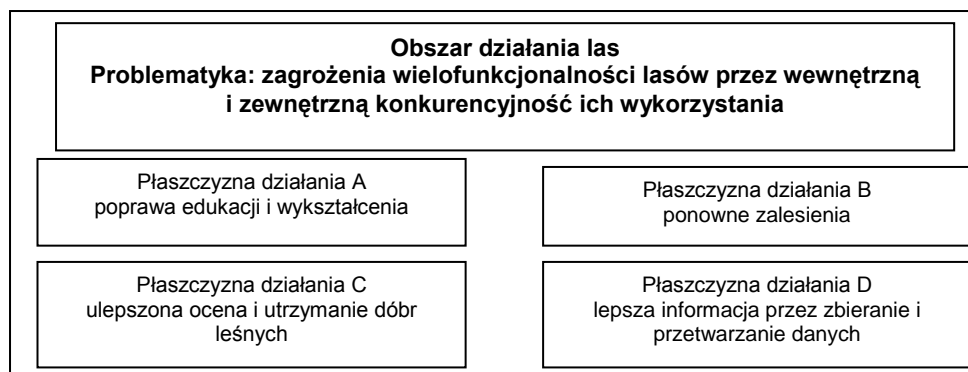 Obszar działania las
Problematyka: zagrożenia wielofunkcjonalności lasów przez wewnętrzną
i zewnętrzną konkurencyjność ich wykorzystania
Płaszczyzna działania A
poprawa edukacji i wykształcenia
Płaszczyzna działania B
ponowne zalesienia
Płaszczyzna działania C
ulepszona ocena i utrzymanie dóbr
leśnych
Płaszczyzna działania D
lepsza informacja przez zbieranie i
przetwarzanie danych